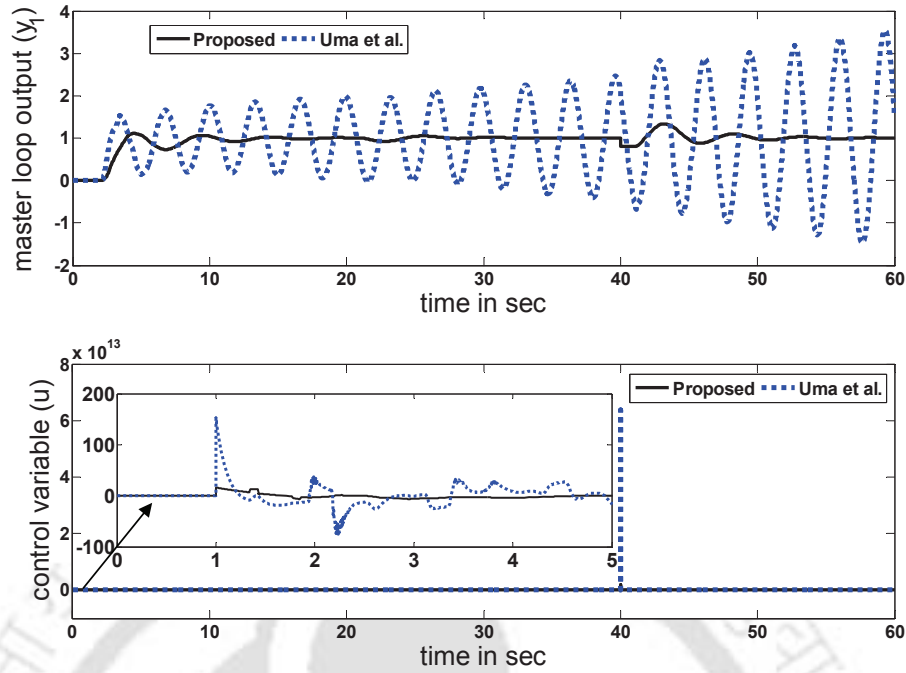 4
3
2
1
0
-1
-2
master loop output (y₁)
Proposed Uma et al.
0 10 20 30 40 50 60
time in sec
x 10¹³
8
6
4
2
0
control variable (u)
Proposed Uma et al.
200
100
0
-100
0 1 2 3 4 5
0 10 20 30 40 50 60
time in sec